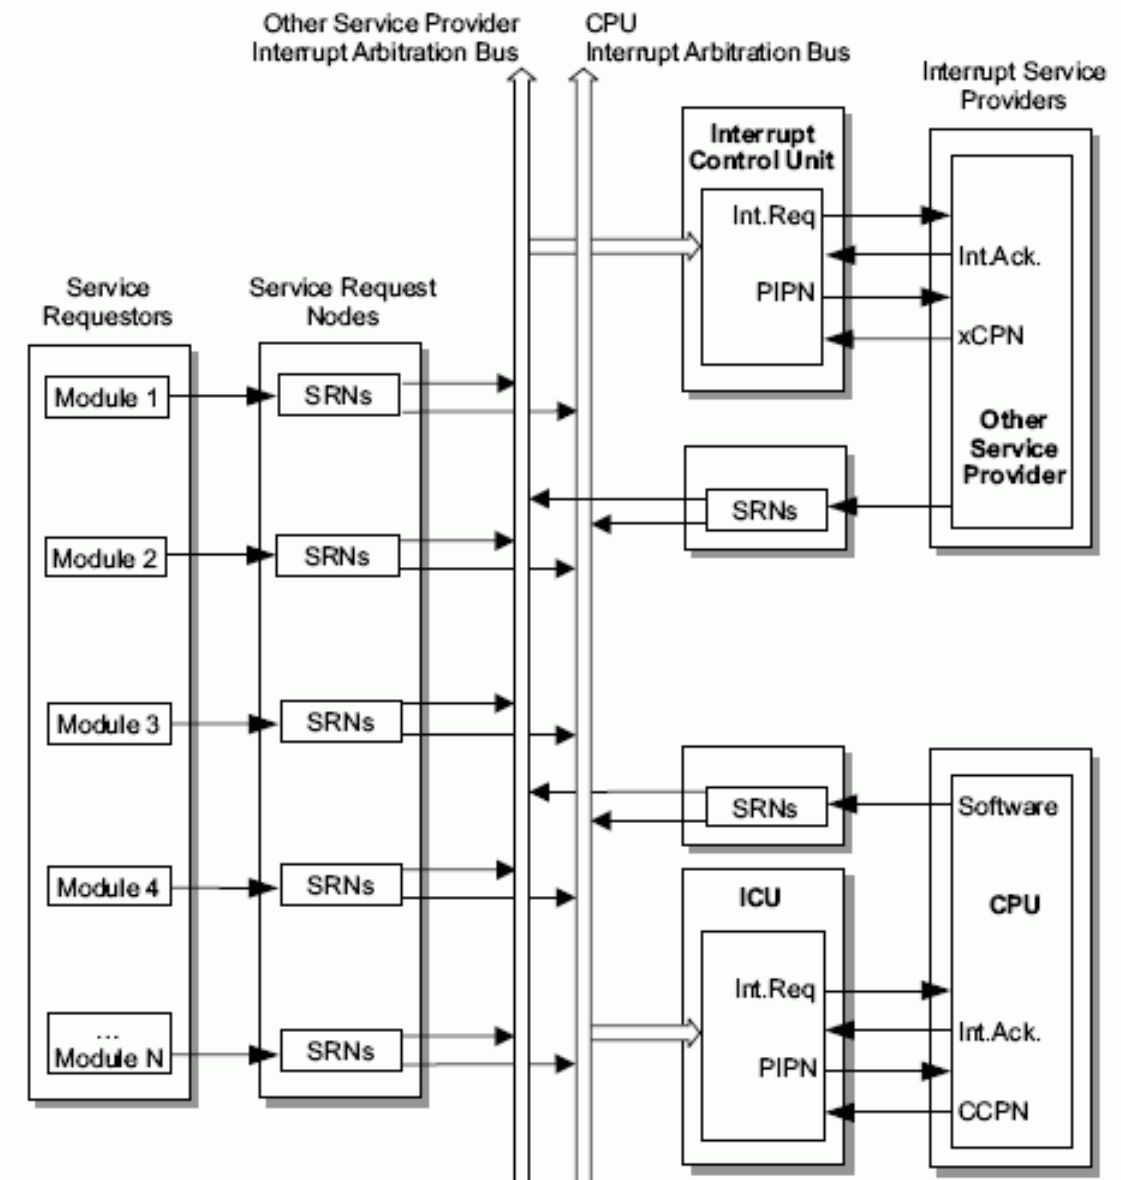 Other Service Provider
Interrupt Arbitration Bus
CPU
Interrupt Arbitration Bus
Interrupt Service
Providers
Interrupt
Control Unit
Int.Req
PIPN
Int.Ack.
xCPN
Other
Service
Provider
SRNs
Service
Requestors
Service Request
Nodes
Module 1
SRNs
Module 2
SRNs
Module 3
SRNs
Module 4
SRNs
...
Module N
SRNs
SRNs
Software
CPU
ICU
Int.Req
PIPN
Int.Ack.
CCPN